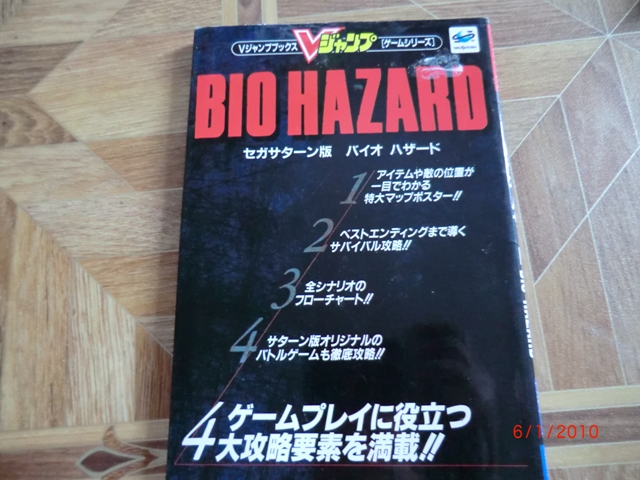 Vジャンプブックス Vジャンプ [ゲームシリーズ]
BIO HAZARD
セガサターン版 バイオ ハザード
1 アイテムや敵の位置が
一目でわかる
特大マップポスター!!
2 ベストエンディングまで導く
サバイバル攻略!!
3 全シナリオの
フローチャート!!
4 サターン版オリジナルの
バトルゲームも徹底攻略!!
ゲームプレイに役立つ
4大攻略要素を満載!!
6/1/2010